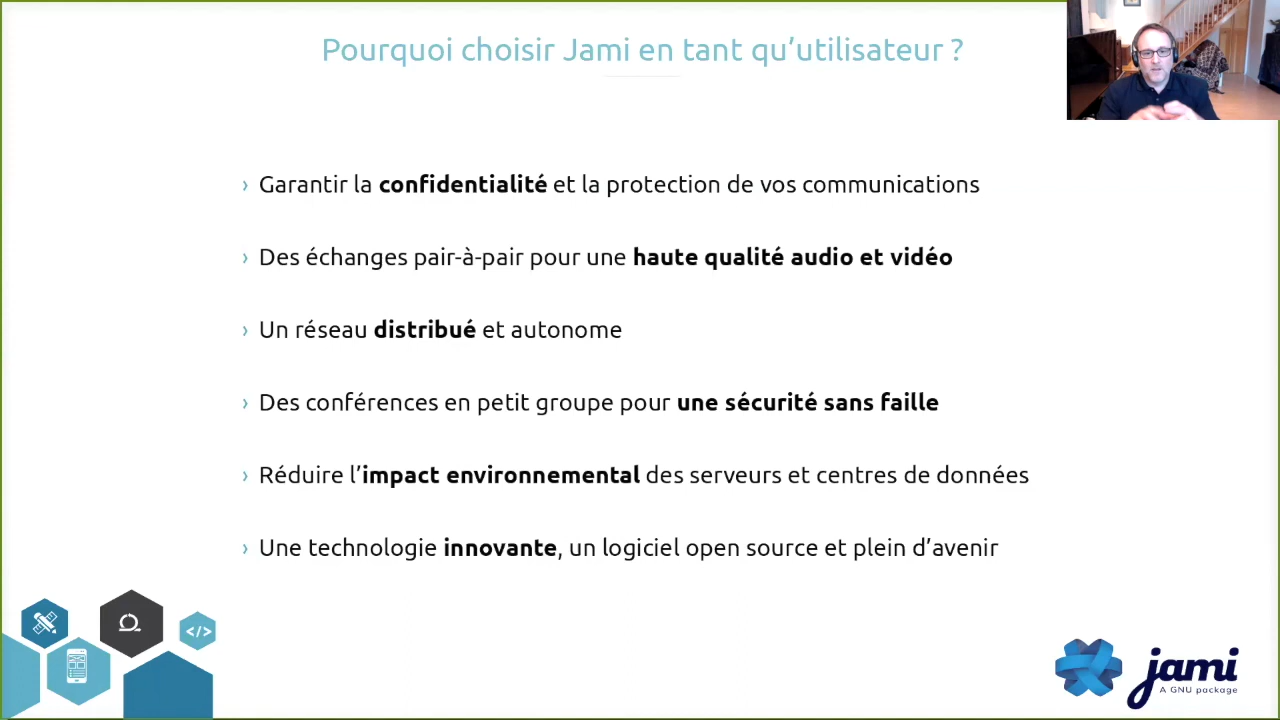 Pourquoi choisir Jami en tant qu’utilisateur ?
› Garantir la confidentialité et la protection de vos communications
› Des échanges pair-à-pair pour une haute qualité audio et vidéo
› Un réseau distribué et autonome
› Des conférences en petit groupe pour une sécurité sans faille
› Réduire l’impact environnemental des serveurs et centres de données
› Une technologie innovante, un logiciel open source et plein d’avenir
</>
jami
A GNU package